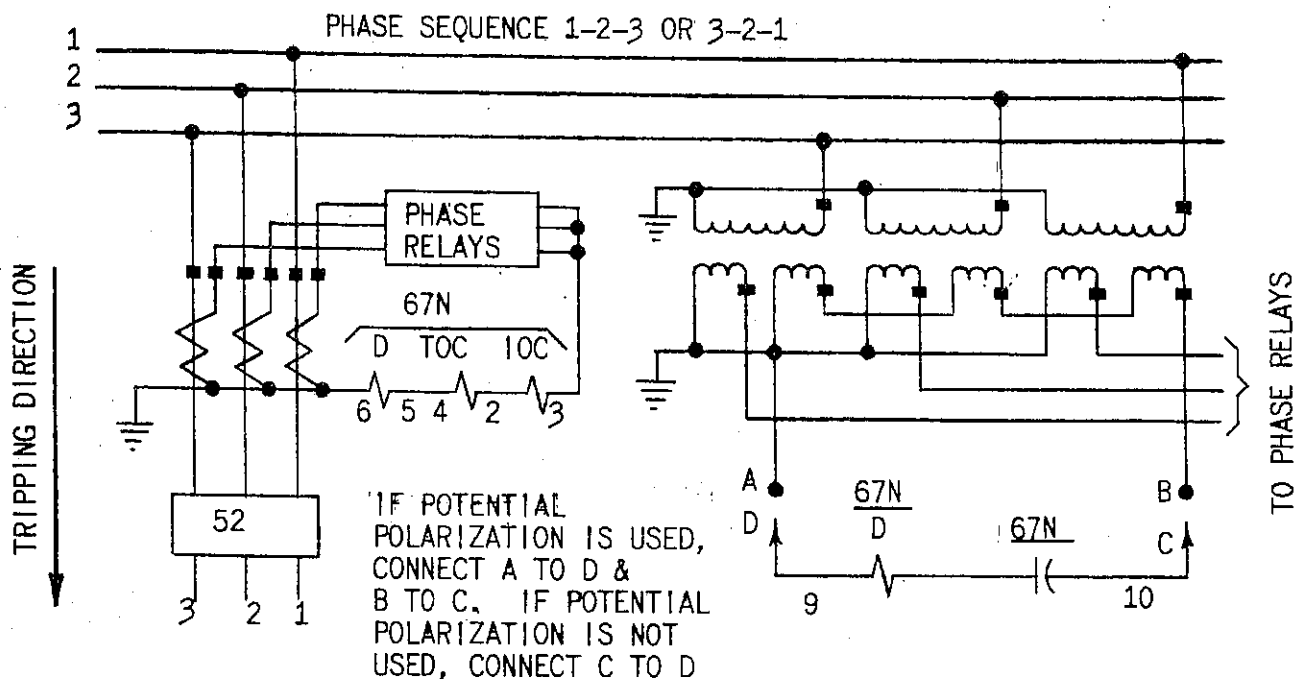 PHASE SEQUENCE 1-2-3 OR 3-2-1
1
2
3
PHASE
RELAYS
67N
D TOC IOC
6 5 4 2 3
TRIPPING DIRECTION
52
3 2 1
IF POTENTIAL
POLARIZATION IS USED,
CONNECT A TO D &
B TO C. IF POTENTIAL
POLARIZATION IS NOT
USED, CONNECT C TO D
A
D
67N
D
67N
B
C
9
10
TO PHASE RELAYS